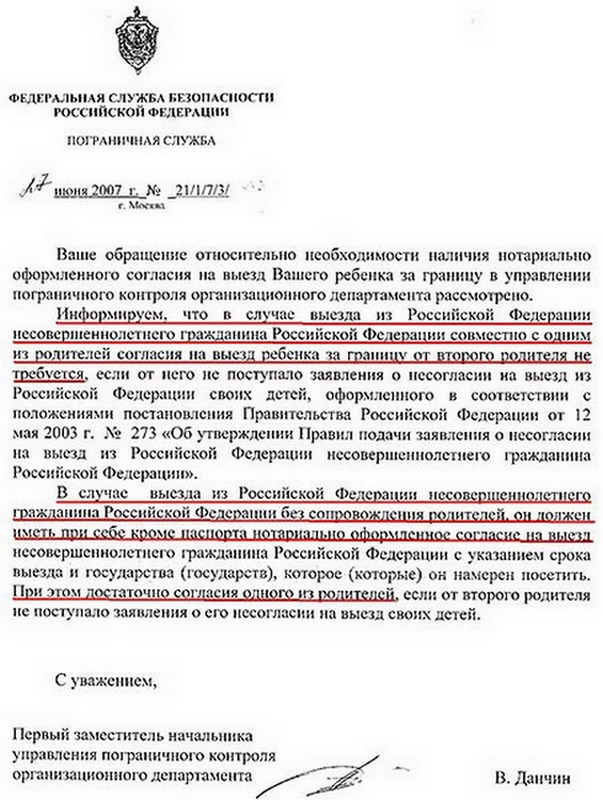 ФЕДЕРАЛЬНАЯ СЛУЖБА БЕЗОПАСНОСТИ
РОССИЙСКОЙ ФЕДЕРАЦИИ
ПОГРАНИЧНАЯ СЛУЖБА
27 июня 2007 г. № 21/1/7/3/
г. Москва
Ваше обращение относительно необходимости наличия нотариально
оформленного согласия на выезд Вашего ребенка за границу в управлении
пограничного контроля организационного департамента рассмотрено.
Информируем, что в случае выезда из Российской Федерации
несовершеннолетнего гражданина Российской Федерации совместно с одним
из родителей согласия на выезд ребенка за границу от второго родителя не
требуется, если от него не поступало заявления о несогласии на выезд из
Российской Федерации своих детей, оформленного в соответствии с
положениями постановления Правительства Российской Федерации от 12
мая 2003 г. № 273 «Об утверждении Правил подачи заявления о несогласии
на выезд из Российской Федерации несовершеннолетнего гражданина
Российской Федерации».
В случае выезда из Российской Федерации несовершеннолетнего
гражданина Российской Федерации без сопровождения родителей, он должен
иметь при себе кроме паспорта нотариально оформленное согласие на выезд
несовершеннолетнего гражданина Российской Федерации с указанием срока
выезда и государства (государств), которое (которые) он намерен посетить.
При этом достаточно согласия одного из родителей, если от второго родителя
не поступало заявления о его несогласии на выезд своих детей.
С уважением,
Первый заместитель начальника
управления пограничного контроля
организационного департамента
В. Данчин